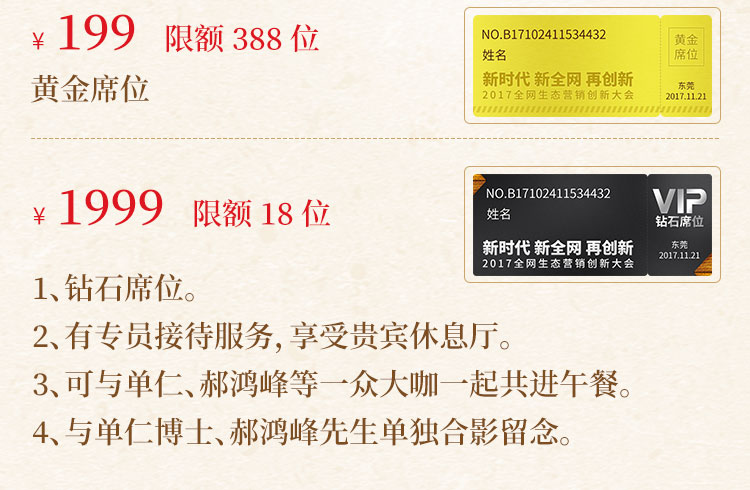 ¥ 199 限额 388 位
黄金席位
NO.B17102411534432
姓名
新时代 新全网 再创新
2017全网生态营销创新大会
黄金
席位
东莞
2017.11.21
¥ 1999 限额 18 位
NO.B17102411534432
姓名
新时代 新全网 再创新
2017全网生态营销创新大会
VIP
钻石席位
东莞
2017.11.21
1、钻石席位。
2、有专员接待服务, 享受贵宾休息厅。
3、可与单仁、郝鸿峰等一众大咖一起共进午餐。
4、与单仁博士、郝鸿峰先生单独合影留念。